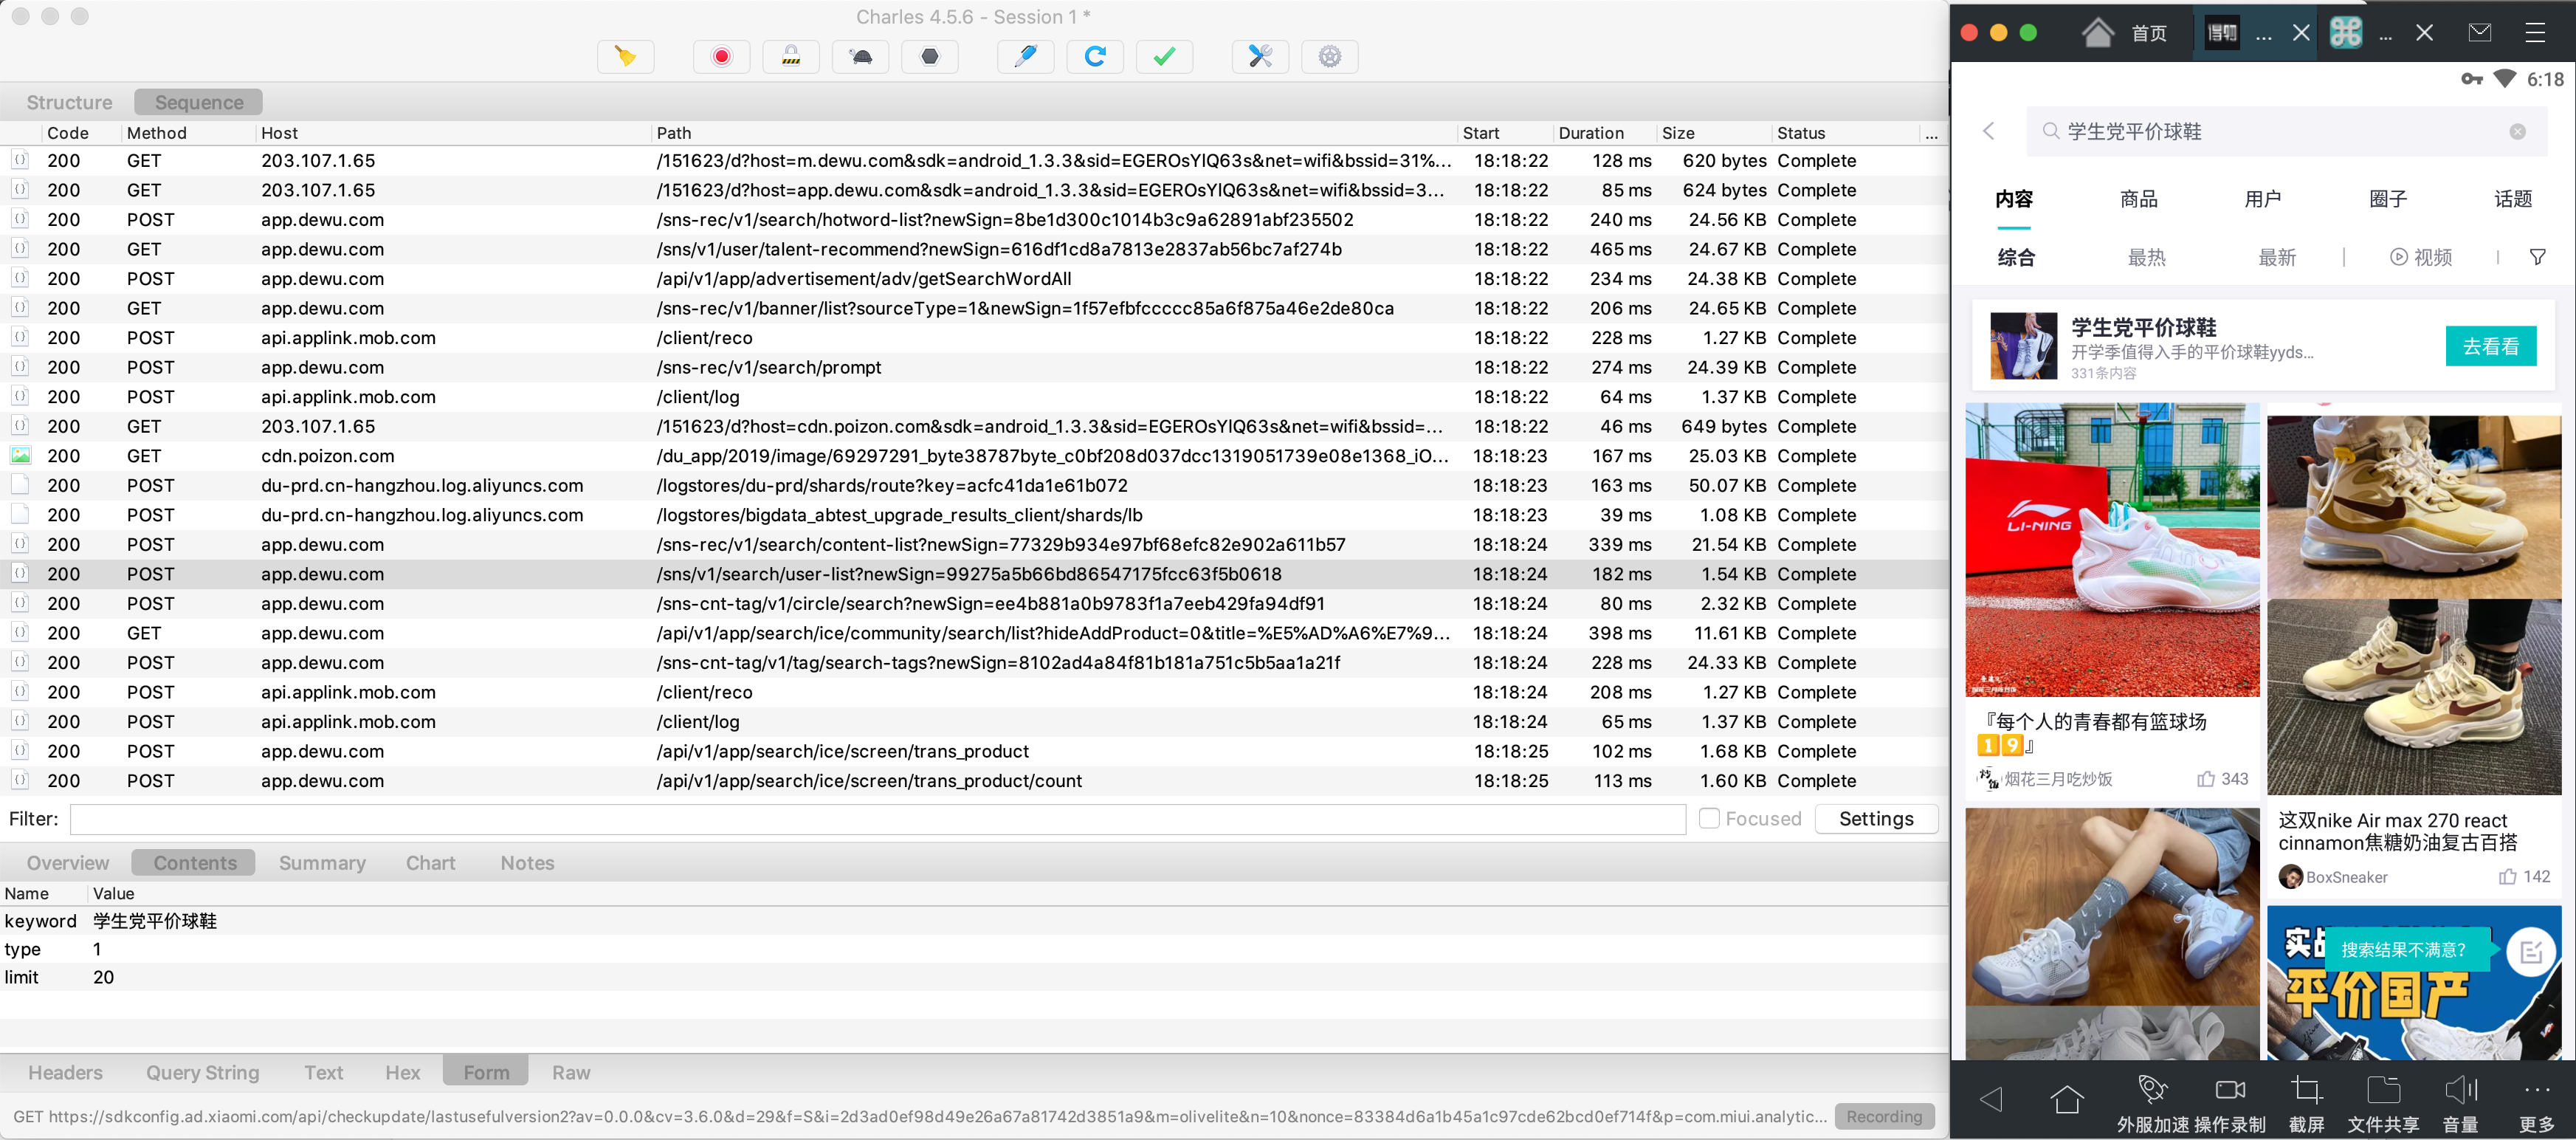 Charles 4.5.6 - Session 1 *
Structure Sequence
Code Method Host Path Start Duration Size Status ...
200 GET 203.107.1.65 /151623/d?host=m.dewu.com&sdk=android_1.3.3&sid=EGEROsYlQ63s&net=wifi&bssid=31%... 18:18:22 128 ms 620 bytes Complete
200 GET 203.107.1.65 /151623/d?host=app.dewu.com&sdk=android_1.3.3&sid=EGEROsYlQ63s&net=wifi&bssid=3... 18:18:22 85 ms 624 bytes Complete
200 POST app.dewu.com /sns-rec/v1/search/hotword-list?newSign=8be1d300c1014b3c9a62891abf235502 18:18:22 240 ms 24.56 KB Complete
200 GET app.dewu.com /sns/v1/user/talent-recommend?newSign=616df1cd8a7813e2837ab56bc7af274b 18:18:22 465 ms 24.67 KB Complete
200 POST app.dewu.com /api/v1/app/advertisement/adv/getSearchWordAll 18:18:22 234 ms 24.38 KB Complete
200 GET app.dewu.com /sns-rec/v1/banner/list?sourceType=1&newSign=1f57efbfccccc85a6f875a46e2de80ca 18:18:22 206 ms 24.65 KB Complete
200 POST api.applink.mob.com /client/reco 18:18:22 228 ms 1.27 KB Complete
200 POST app.dewu.com /sns-rec/v1/search/prompt 18:18:22 274 ms 24.39 KB Complete
200 POST api.applink.mob.com /client/log 18:18:22 64 ms 1.37 KB Complete
200 GET 203.107.1.65 /151623/d?host=cdn.poizon.com&sdk=android_1.3.3&sid=EGEROsYlQ63s&net=wifi&bssid=... 18:18:22 46 ms 649 bytes Complete
200 GET cdn.poizon.com /du_app/2019/image/69297291_byte38787byte_c0bf208d037dcc1319051739e08e1368_iO... 18:18:23 167 ms 25.03 KB Complete
200 POST du-prd.cn-hangzhou.log.aliyuncs.com /logstores/du-prd/shards/route?key=acfc41da1e61b072 18:18:23 163 ms 50.07 KB Complete
200 POST du-prd.cn-hangzhou.log.aliyuncs.com /logstores/bigdata_abtest_upgrade_results_client/shards/lb 18:18:23 39 ms 1.08 KB Complete
200 POST app.dewu.com /sns-rec/v1/search/content-list?newSign=77329b934e97bf68efc82e902a611b57 18:18:24 339 ms 21.54 KB Complete
200 POST app.dewu.com /sns/v1/search/user-list?newSign=99275a5b66bd86547175fcc63f5b0618 18:18:24 182 ms 1.54 KB Complete
200 POST app.dewu.com /sns-cnt-tag/v1/circle/search?newSign=ee4b881a0b9783f1a7eeb429fa94df91 18:18:24 80 ms 2.32 KB Complete
200 GET app.dewu.com /api/v1/app/search/ice/community/search/list?hideAddProduct=0&title=%E5%AD%A6%E7%9... 18:18:24 398 ms 11.61 KB Complete
200 POST app.dewu.com /sns-cnt-tag/v1/tag/search-tags?newSign=8102ad4a84f81b181a751c5b5aa1a21f 18:18:24 228 ms 24.33 KB Complete
200 POST api.applink.mob.com /client/reco 18:18:24 208 ms 1.27 KB Complete
200 POST api.applink.mob.com /client/log 18:18:24 65 ms 1.37 KB Complete
200 POST app.dewu.com /api/v1/app/search/ice/screen/trans_product 18:18:25 102 ms 1.68 KB Complete
200 POST app.dewu.com /api/v1/app/search/ice/screen/trans_product/count 18:18:25 113 ms 1.60 KB Complete
Filter: Focused Settings
Overview Contents Summary Chart Notes
Name Value
keyword 学生党平价球鞋
type 1
limit 20
Headers Query String Text Hex Form Raw
GET https://sdkconfig.ad.xiaomi.com/api/checkupdate/lastusefulversion2?av=0.0.0&cv=3.6.0&d=29&f=S&i=2d3ad0ef98d49e26a67a81742d3851a9&m=olivelite&n=10&nonce=83384d6a1b45a1c97cde62bcd0ef714f&p=com.miui.analytic... Recording
首页 得物 ... ...
6:18
学生党平价球鞋
内容 商品 用户 圈子 话题
综合 最热 最新 视频
学生党平价球鞋
开学季值得入手的平价球鞋yyds...
331条内容
去看看
LI-NING
『每个人的青春都有篮球场
19』
烟花三月吃炒饭 343
这双nike Air max 270 react
cinnamon焦糖奶油复古百搭
BoxSneaker 142
搜索结果不满意?
平价国产
外服加速 操作录制 截屏 文件共享 音量 更多